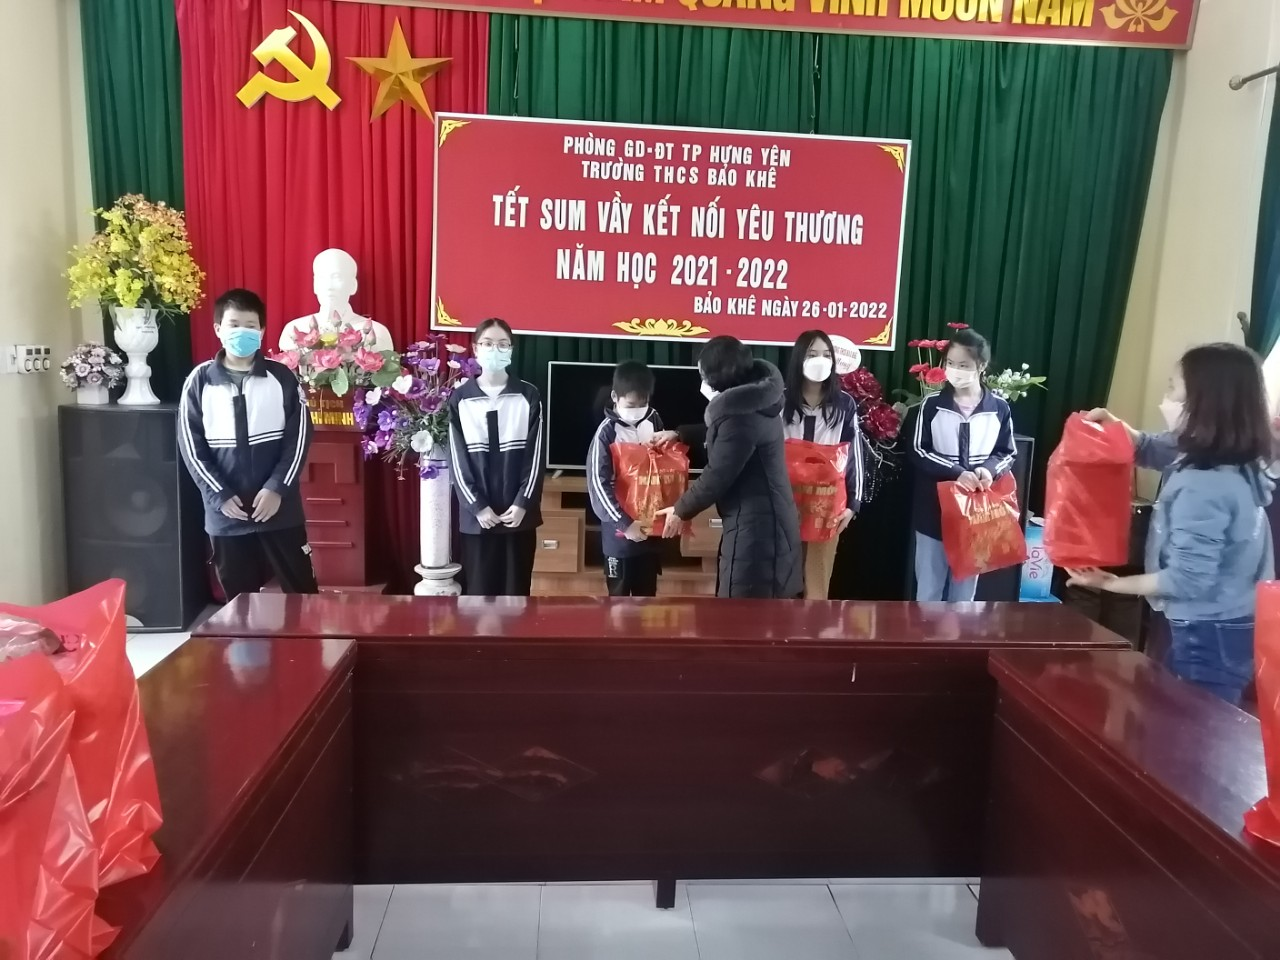 QUANG VINH MUÔN NĂM
PHÒNG GD-ĐT TP HƯNG YÊN
TRƯỜNG THCS BẢO KHÊ
TẾT SUM VẦY KẾT NỐI YÊU THƯƠNG
NĂM HỌC 2021 - 2022
BẢO KHÊ NGÀY 26-01-2022
LaVie